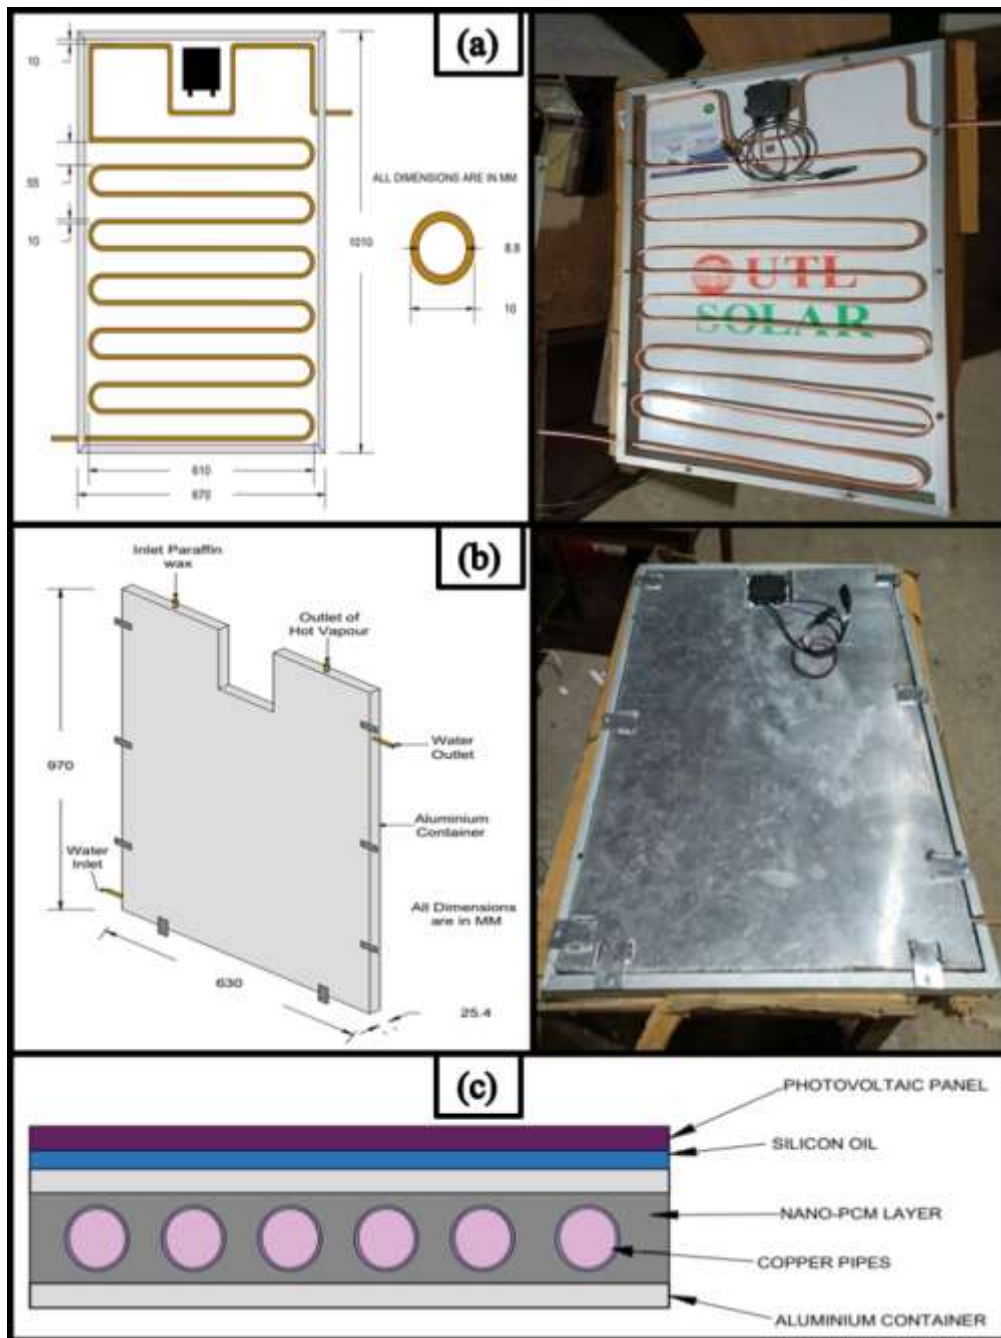 (a)
10
55
10
1010
610
670
ALL DIMENSIONS ARE IN MM
8.8
10
UTL
SOLAR
(b)
Inlet Paraffin
wax
Outlet of
Hot Vapour
Water
Outlet
Aluminium
Container
All Dimensions
are in MM
970
Water
Inlet
630
25.4
(c)
PHOTOVOLTAIC PANEL
SILICON OIL
NANO-PCM LAYER
COPPER PIPES
ALUMINIUM CONTAINER